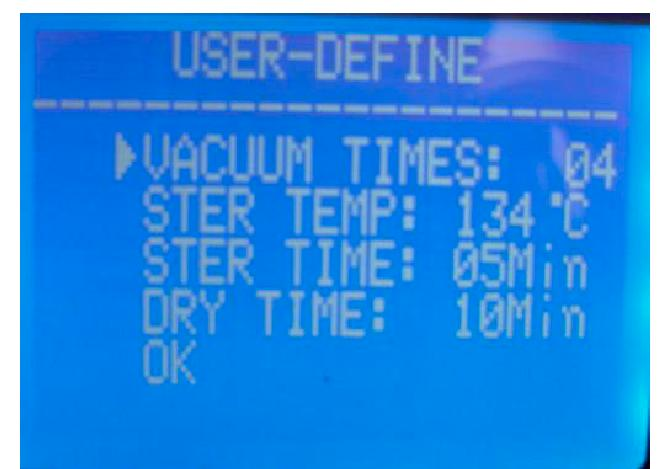 USER-DEFINE
VACUUM TIMES: 04
STER TEMP: 134°C
STER TIME: 05Min
DRY TIME: 10Min
OK